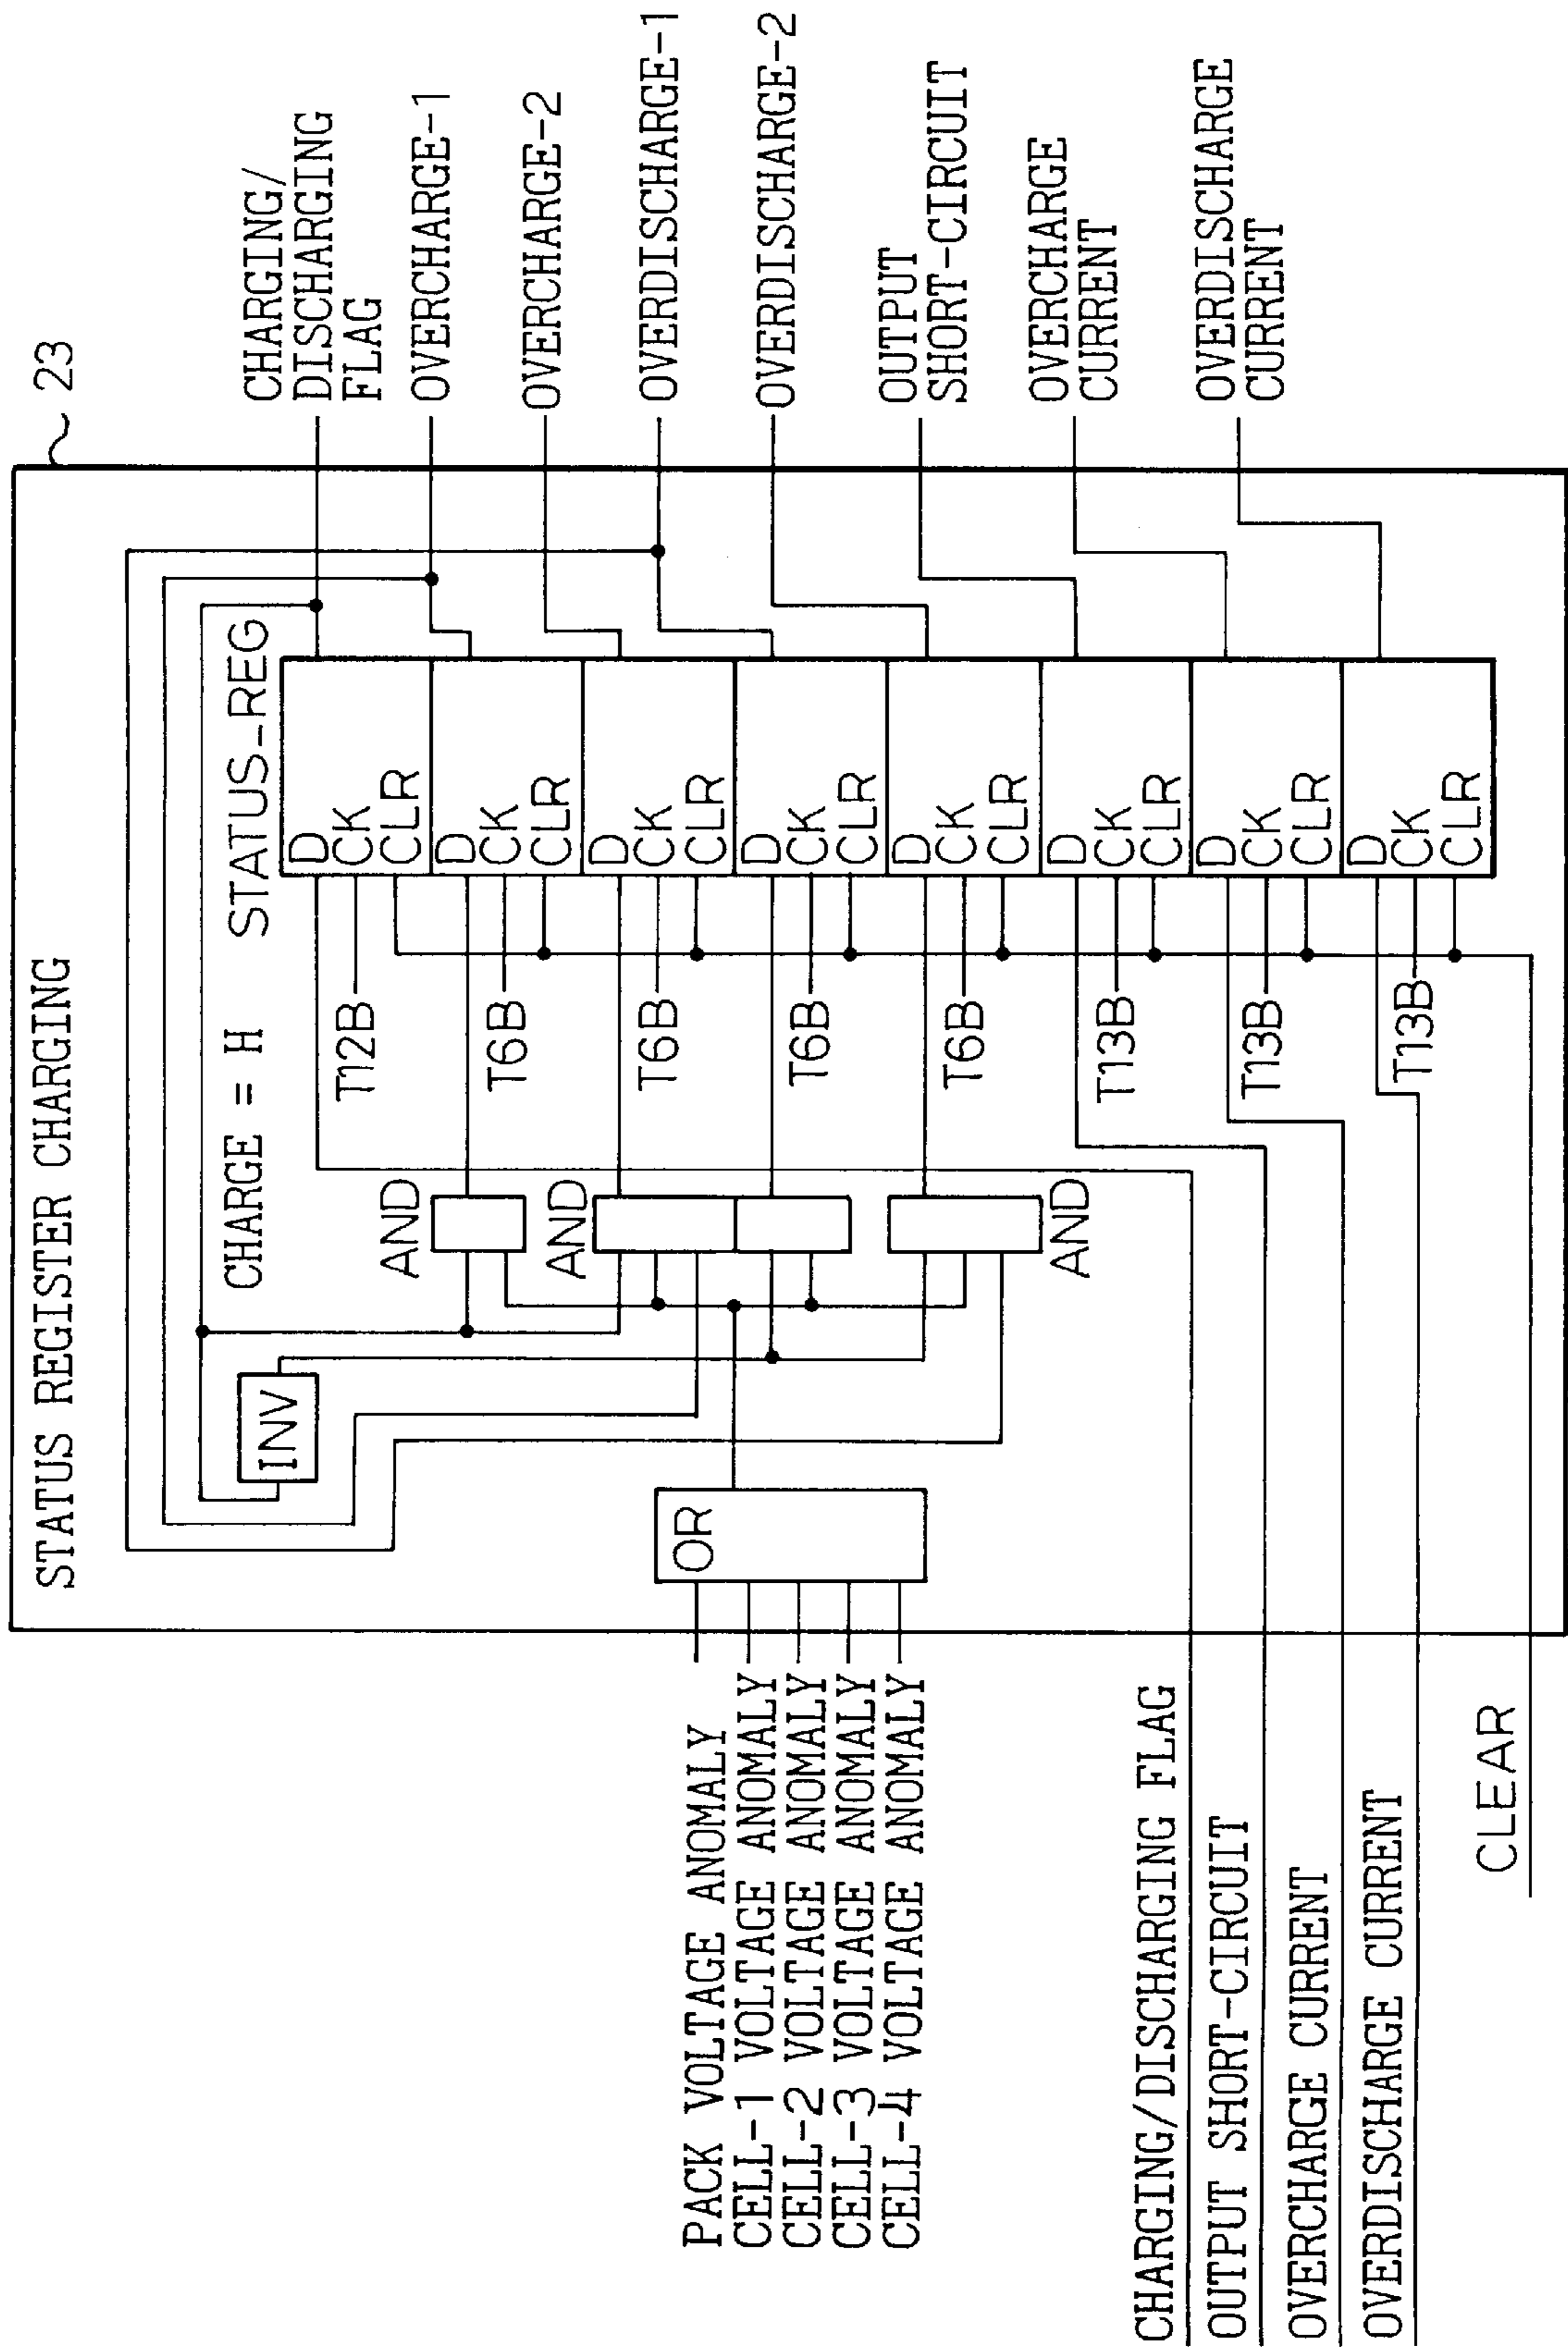 23
STATUS REGISTER CHARGING
CHARGE = H
STATUS_REG
INV
AND
AND
AND
OR
PACK VOLTAGE ANOMALY
CELL-1 VOLTAGE ANOMALY
CELL-2 VOLTAGE ANOMALY
CELL-3 VOLTAGE ANOMALY
CELL-4 VOLTAGE ANOMALY
CHARGING/DISCHARGING FLAG
OUTPUT SHORT-CIRCUIT
OVERCHARGE CURRENT
OVERDISCHARGE CURRENT
CLEAR
D
T12B
CK
CLR
D
T6B
CK
CLR
D
T6B
CK
CLR
D
T6B
CK
CLR
D
T6B
CK
CLR
D
T13B
CK
CLR
D
T13B
CK
CLR
D
T13B
CK
CLR
CHARGING/
DISCHARGING
FLAG
OVERCHARGE-1
OVERCHARGE-2
OVERDISCHARGE-1
OVERDISCHARGE-2
OUTPUT
SHORT-CIRCUIT
OVERCHARGE
CURRENT
OVERDISCHARGE
CURRENT